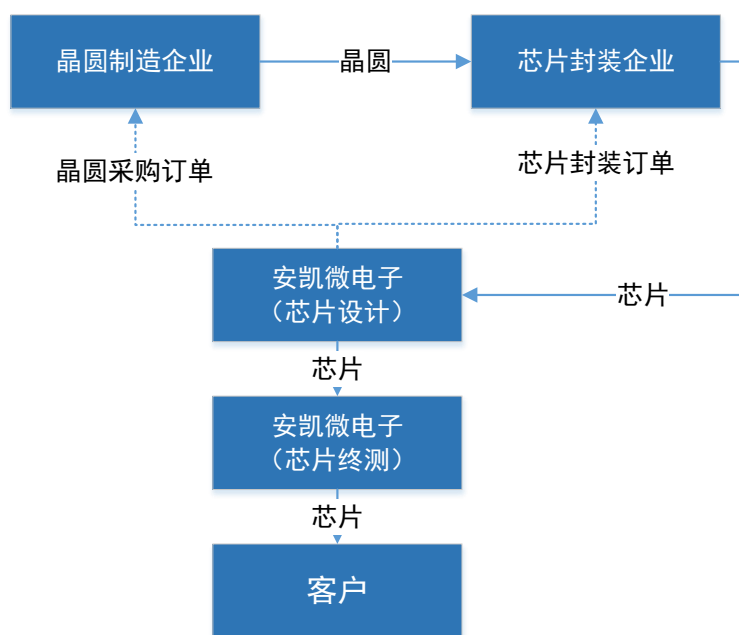 晶圆制造企业
晶圆
芯片封装企业
晶圆采购订单
芯片封装订单
安凯微电子
（芯片设计）
芯片
芯片
安凯微电子
（芯片终测）
芯片
客户